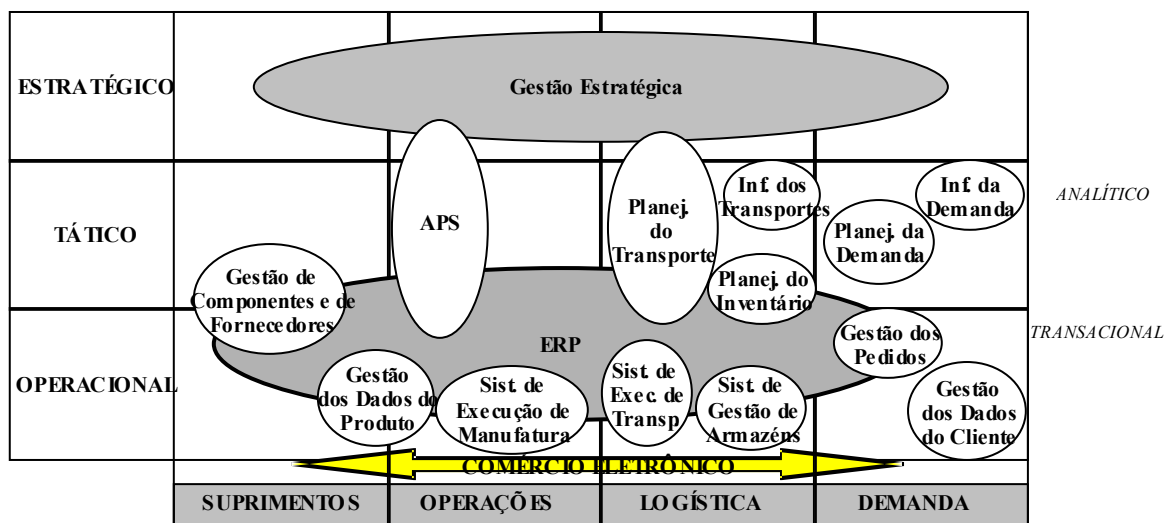 ESTRATÉGICO
Gestão Estratégica
TÁTICO
APS
Planej.
do
Transporte
Inf. dos
Transportes
Planej. da
Demanda
Inf. da
Demanda
ANALÍTICO
Gestão de
Componentes e de
Fornecedores
Planej. do
Inventário
OPERACIONAL
ERP
Gestão dos
Pedidos
TRANSACIONAL
Gestão
dos Dados do
Produto
Sist. de
Execução de
Manufatura
Sist. de
Exec. de
Transp.
Sist. de
Gestão de
Armazéns
Gestão
dos Dados
do Cliente
COMÉRCIO ELETRÔNICO
SUPRIMENTOS
OPERAÇÕES
LOGÍSTICA
DEMANDA